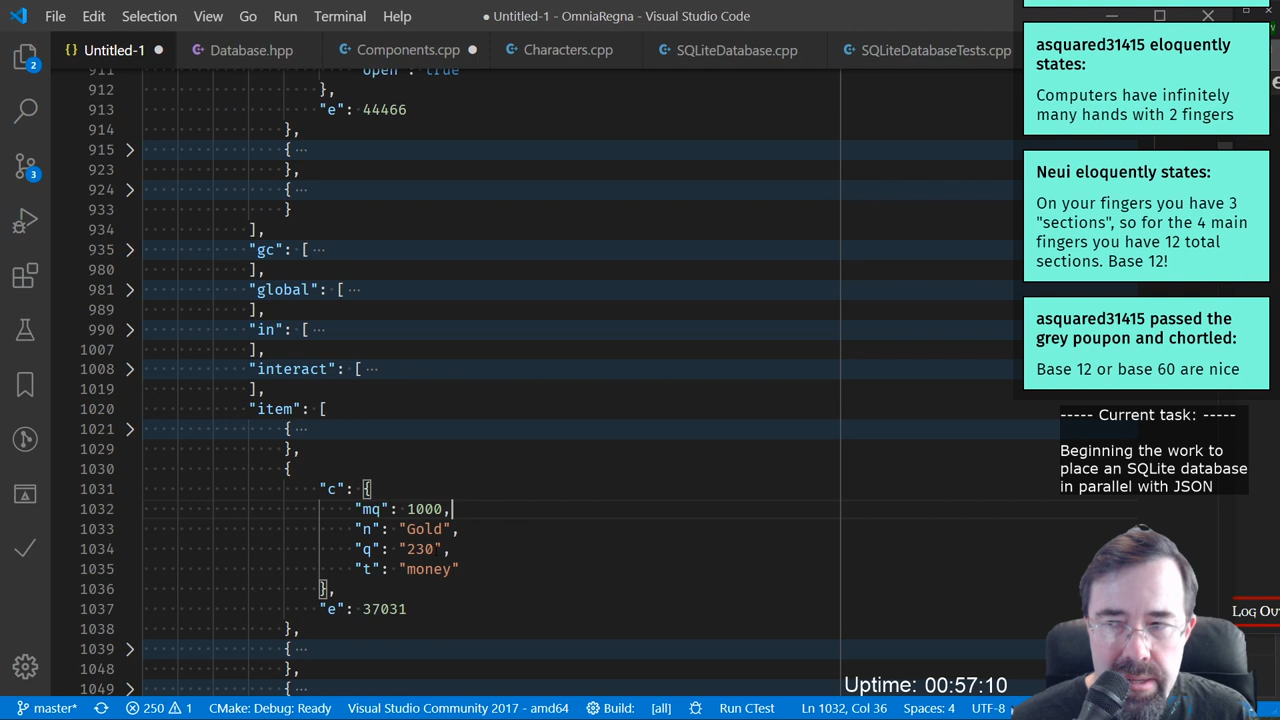 File Edit Selection View Go Run Terminal Help
● Untitled-1 - OmniaRegna - Visual Studio Code
Untitled-1 Database.hpp Components.cpp Characters.cpp SQLiteDatabase.cpp SQLiteDatabaseTests.cpp
911 "open": true
912 },
913 "e": 44466
914 },
915 { ···
923 },
924 { ···
933 }
934 ],
935 "gc": [ ···
980 ],
981 "global": [ ···
989 ],
990 "in": [ ···
1007 ],
1008 "interact": [ ···
1019 ],
1020 "item": [
1021 { ···
1029 },
1030 {
1031 "c": {
1032 "mq": 1000,
1033 "n": "Gold",
1034 "q": "230",
1035 "t": "money"
1036 },
1037 "e": 37031
1038 },
1039 { ···
1048 },
1049 { ···
2
3
asquared31415 eloquently
states:
Computers have infinitely
many hands with 2 fingers
Neui eloquently states:
On your fingers you have 3
"sections", so for the 4 main
fingers you have 12 total
sections. Base 12!
asquared31415 passed the
grey poupon and chortled:
Base 12 or base 60 are nice
----- Current task: -----
Beginning the work to
place an SQLite database
in parallel with JSON
Log Ou
Uptime: 00:57:10
master* 250 1 CMake: Debug: Ready Visual Studio Community 2017 - amd64 Build: [all] Run CTest Ln 1032, Col 36 Spaces: 4 UTF-8